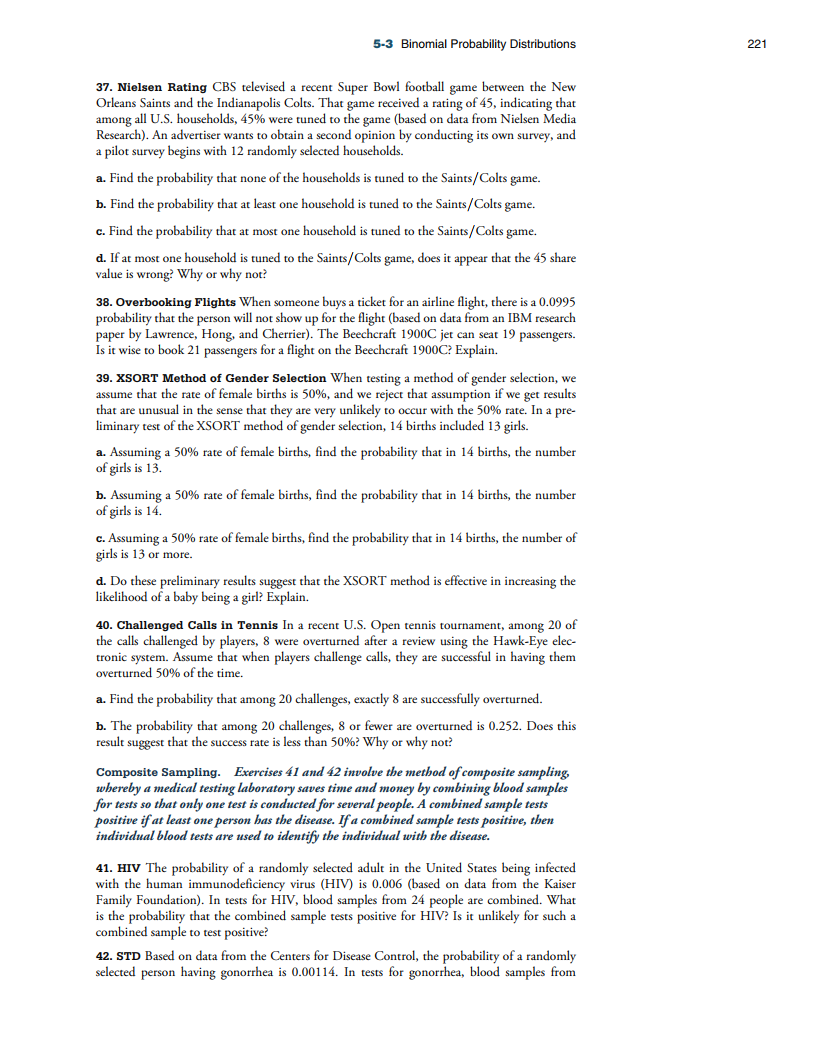 5-3 Binomial Probability Distributions 221
37. Nielsen Rating CBS televised a recent Super Bowl football game between the New
Orleans Saints and the Indianapolis Colts. That game received a rating of 45, indicating that
among all U.S. households, 45% were tuned to the game (based on data from Nielsen Media
Research). An advertiser wants to obtain a second opinion by conducting its own survey, and
a pilot survey begins with 12 randomly selected households.
a. Find the probability that none of the households is tuned to the Saints/Colts game.
b. Find the probability that at least one household is tuned to the Saints/Colts game.
c. Find the probability that at most one household is tuned to the Saints/Colts game.
d. If at most one household is tuned to the Saints/Colts game, does it appear that the 45 share
value is wrong? Why or why not?
38. Overbooking Flights When someone buys a ticket for an airline flight, there is a 0.0995
probability that the person will not show up for the flight (based on data from an IBM research
paper by Lawrence, Hong, and Cherrier). The Beechcraft 1900C jet can seat 19 passengers.
Is it wise to book 21 passengers for a flight on the Beechcraft 1900C? Explain.
39. XSORT Method of Gender Selection When testing a method of gender selection, we
assume that the rate of female births is 50%, and we reject that assumption if we get results
that are unusual in the sense that they are very unlikely to occur with the 50% rate. In a pre-
liminary test of the XSORT method of gender selection, 14 births included 13 girls.
a. Assuming a 50% rate of female births, find the probability that in 14 births, the number
of girls is 13.
b. Assuming a 50% rate of female births, find the probability that in 14 births, the number
of girls is 14.
c. Assuming a 50% rate of female births, find the probability that in 14 births, the number of
girls is 13 or more.
d. Do these preliminary results suggest that the XSORT method is effective in increasing the
likelihood of a baby being a girl? Explain.
40. Challenged Calls in Tennis In a recent U.S. Open tennis tournament, among 20 of
the calls challenged by players, 8 were overturned after a review using the Hawk-Eye elec-
tronic system. Assume that when players challenge calls, they are successful in having them
overturned 50% of the time.
a. Find the probability that among 20 challenges, exactly 8 are successfully overturned.
b. The probability that among 20 challenges, 8 or fewer are overturned is 0.252. Does this
result suggest that the success rate is less than 50%? Why or why not?
Composite Sampling. Exercises 41 and 42 involve the method of composite sampling,
whereby a medical testing laboratory saves time and money by combining blood samples
for tests so that only one test is conducted for several people. A combined sample tests
positive if at least one person has the disease. If a combined sample tests positive, then
individual blood tests are used to identify the individual with the disease.
41. HIV The probability of a randomly selected adult in the United States being infected
with the human immunodeficiency virus (HIV) is 0.006 (based on data from the Kaiser
Family Foundation). In tests for HIV, blood samples from 24 people are combined. What
is the probability that the combined sample tests positive for HIV? Is it unlikely for such a
combined sample to test positive?
42. STD Based on data from the Centers for Disease Control, the probability of a randomly
selected person having gonorrhea is 0.00114. In tests for gonorrhea, blood samples from